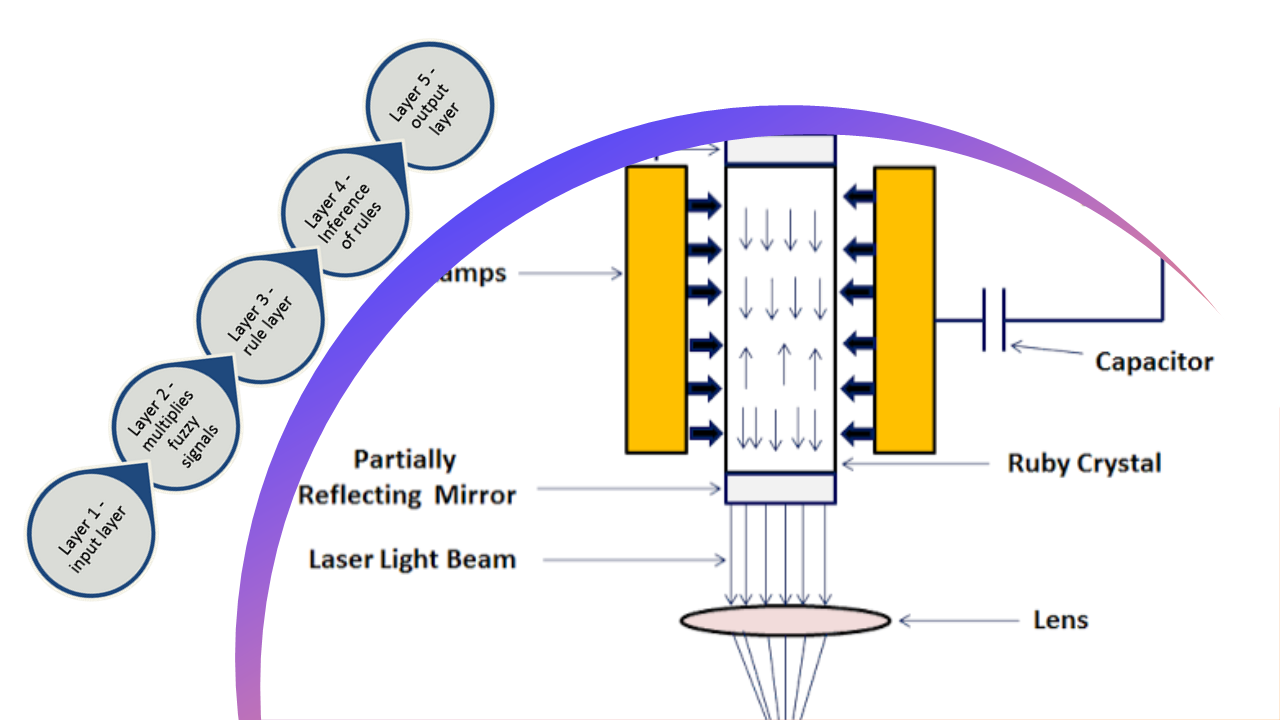 Layer 5 -
output
layer
Layer 4 -
Inference
of rules
Layer 3 -
rule layer
Layer 2 -
multiplies
fuzzy
signals
Layer 1 -
input layer
Capacitor
Ruby Crystal
Partially
Reflecting Mirror
Laser Light Beam
Lens